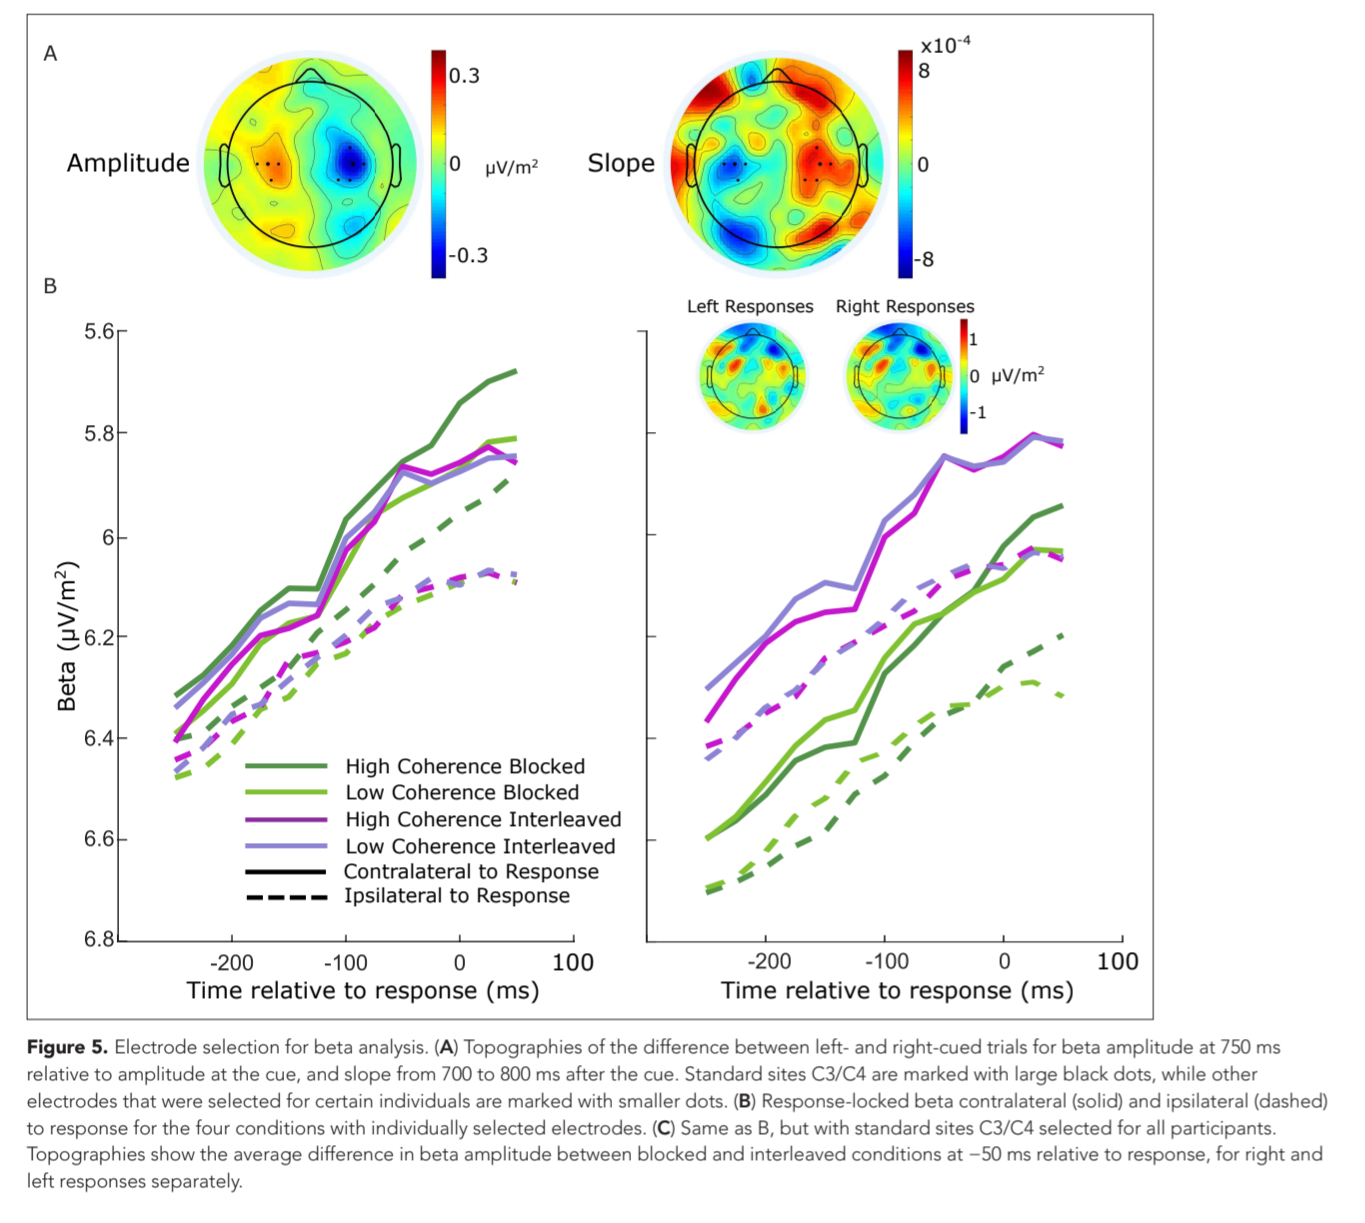 A
Amplitude
0.3
0
-0.3
µV/m²
Slope
x10⁻⁴
8
0
-8
B
5.6
5.8
6
6.2
6.4
6.6
6.8
Beta (µV/m²)
High Coherence Blocked
Low Coherence Blocked
High Coherence Interleaved
Low Coherence Interleaved
Contralateral to Response
Ipsilateral to Response
-200
-100
0
100
Time relative to response (ms)
Left Responses
Right Responses
1
0
-1
µV/m²
-200
-100
0
100
Time relative to response (ms)
Figure 5. Electrode selection for beta analysis. (A) Topographies of the difference between left- and right-cued trials for beta amplitude at 750 ms
relative to amplitude at the cue, and slope from 700 to 800 ms after the cue. Standard sites C3/C4 are marked with large black dots, while other
electrodes that were selected for certain individuals are marked with smaller dots. (B) Response-locked beta contralateral (solid) and ipsilateral (dashed)
to response for the four conditions with individually selected electrodes. (C) Same as B, but with standard sites C3/C4 selected for all participants.
Topographies show the average difference in beta amplitude between blocked and interleaved conditions at −50 ms relative to response, for right and
left responses separately.